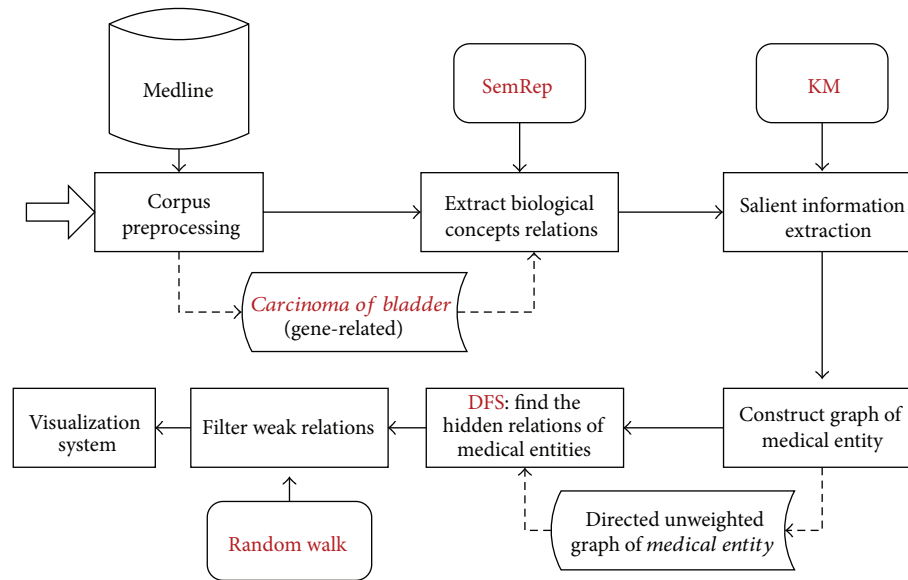 Medline
SemRep
KM
Corpus
preprocessing
Extract biological
concepts relations
Salient information
extraction
Carcinoma of bladder
(gene-related)
Visualization
system
Filter weak relations
DFS: find the
hidden relations of
medical entities
Construct graph of
medical entity
Random walk
Directed unweighted
graph of medical entity